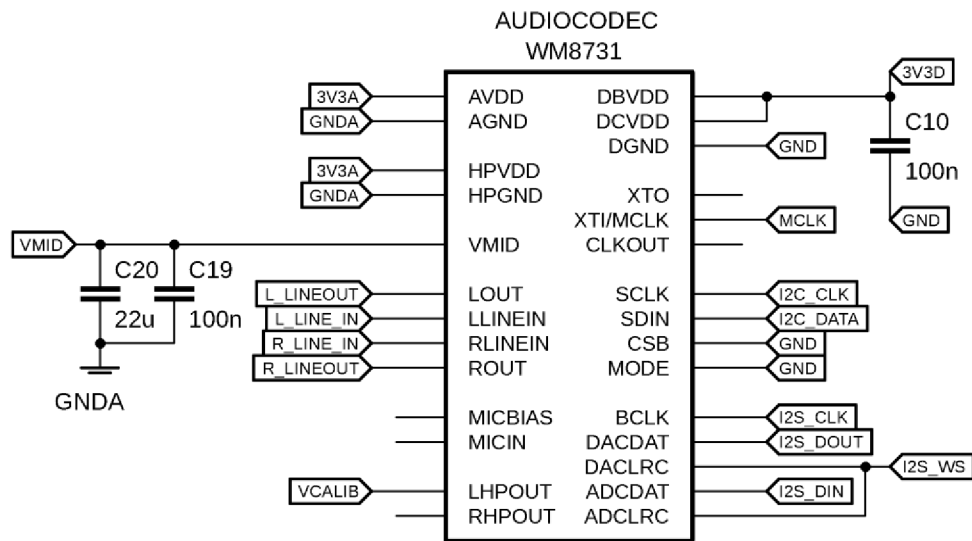 AUDIOCODEC
WM8731
3V3A AVDD DBVDD 3V3D
GNDA AGND DCVDD C10
DGND GND 100n
3V3A HPVDD
GNDA HPGND XTO
XTI/MCLK MCLK GND
VMID VMID CLKOUT
C20 C19
L_LINEOUT LOUT SCLK I2C_CLK
22u 100n L_LINE_IN LLINEIN SDIN I2C_DATA
R_LINE_IN RLINEIN CSB GND
R_LINEOUT ROUT MODE GND
GNDA
MICBIAS BCLK I2S_CLK
MICIN DACDAT I2S_DOUT
DACLRC I2S_WS
VCALIB LHPOUT ADCDAT I2S_DIN
RHPOUT ADCLRC